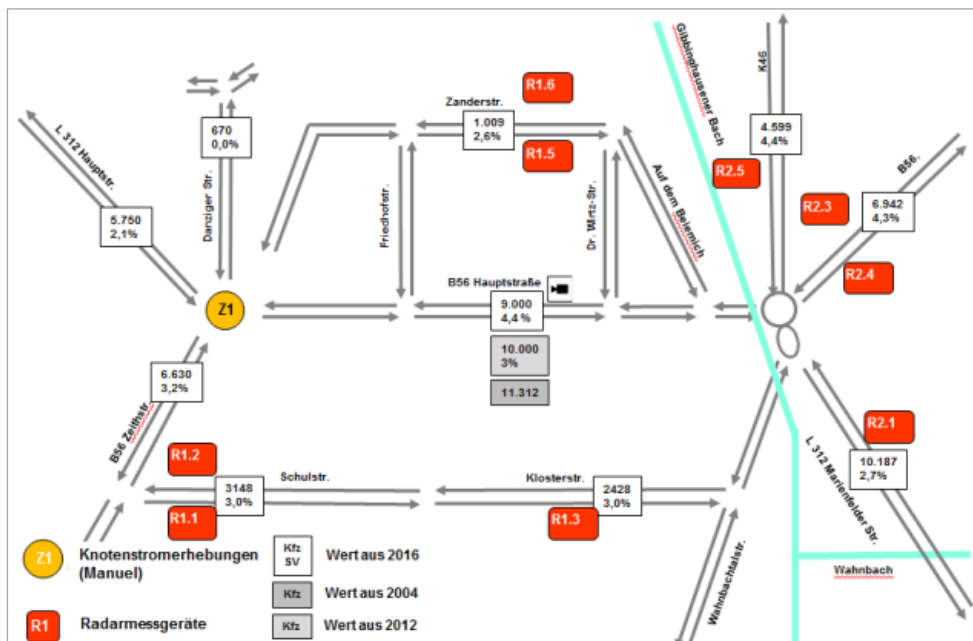 R1.6
Zanderstr.
1.009
2,6%
R1.5
670
0,0%
L 312 Hauptstr.
Danziger Str.
5.750
2,1%
Friedhofstr.
Dr. Wirtz-Str.
Auf dem Beiemich
Gibbinghausener Bach
K46
4.599
4,4%
R2.5
B56.
R2.3
6.942
4,3%
R2.4
Z1
B56 Hauptstraße
9.000
4,4%
10.000
3%
11.312
6.630
3,2%
B56 Zeithstr.
R1.2
Schulstr.
3148
3,0%
R1.1
Klosterstr.
2428
3,0%
R1.3
R2.1
10.187
2,7%
L 312 Marienfelder Str.
Wahnbachtalstr.
Wahnbach
Z1
Knotenstromerhebungen
(Manuel)
R1
Radarmessgeräte
Kfz
SV
Wert aus 2016
Kfz
Wert aus 2004
Kfz
Wert aus 2012